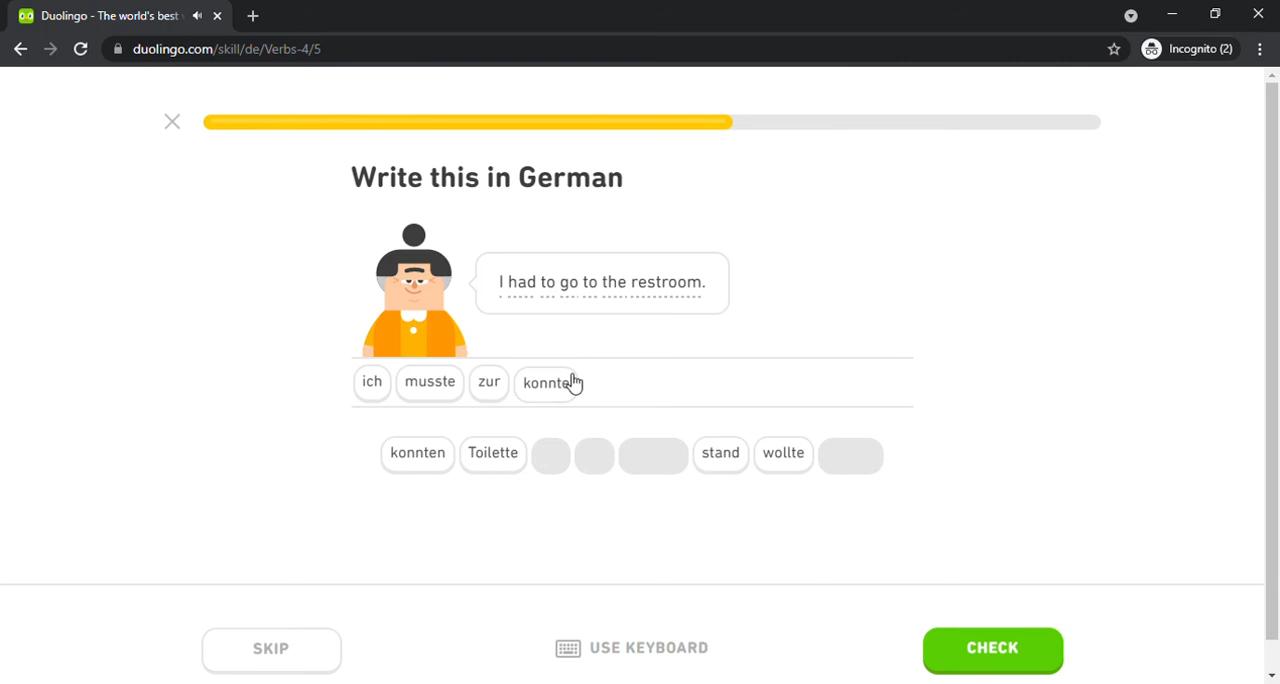 Duolingo - The world's best
duolingo.com/skill/de/Verbs-4/5
Incognito (2)
Write this in German
I had to go to the restroom.
ich musste zur konnte
konnten Toilette stand wollte
SKIP USE KEYBOARD CHECK